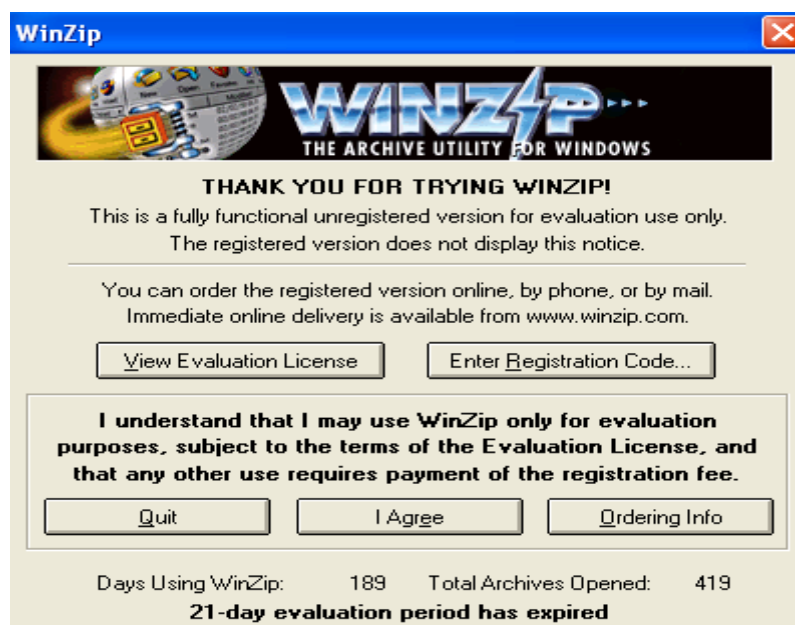 WinZip
WINZIP
THE ARCHIVE UTILITY FOR WINDOWS
THANK YOU FOR TRYING WINZIP!
This is a fully functional unregistered version for evaluation use only.
The registered version does not display this notice.
You can order the registered version online, by phone, or by mail.
Immediate online delivery is available from www.winzip.com.
View Evaluation License Enter Registration Code...
I understand that I may use WinZip only for evaluation
purposes, subject to the terms of the Evaluation License, and
that any other use requires payment of the registration fee.
Quit I Agree Ordering Info
Days Using WinZip: 189 Total Archives Opened: 419
21-day evaluation period has expired